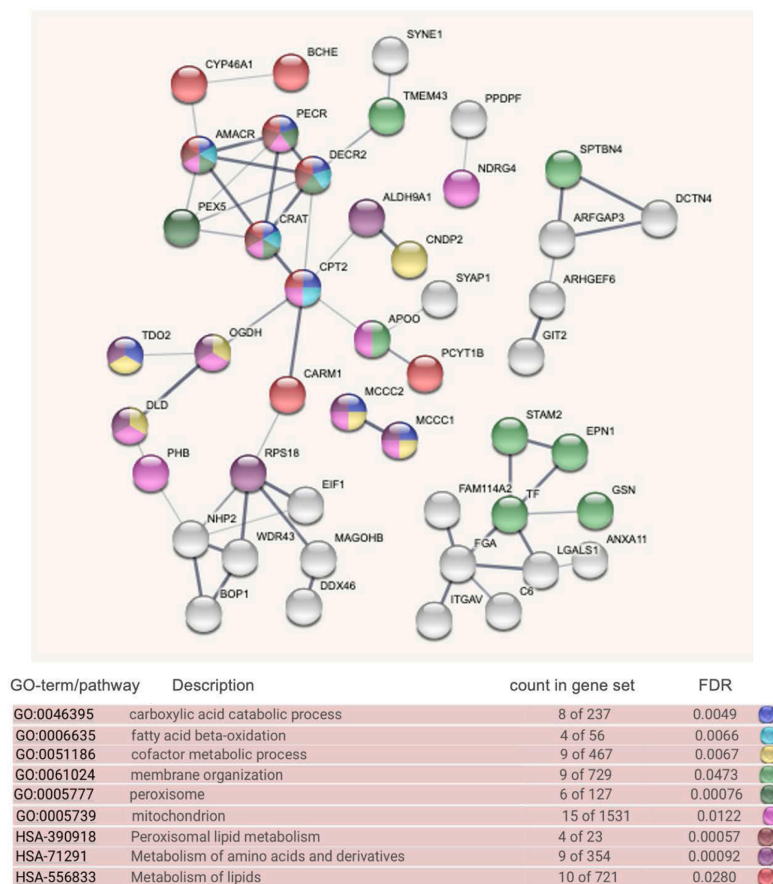 SYNE1
BCHE
CYP46A1
TMEM43
PPDPF
PECR
AMACR
DECR2
SPTBN4
NDRG4
PEX5
ALDH9A1
DCTN4
CRAT
ARFGAP3
CNDP2
CPT2
SYAP1
ARHGEF6
APOO
TDO2
OGDH
GIT2
PCYT1B
CARM1
MCCC2
DLD
MCCC1
STAM2
EPN1
PHB
RPS18
EIF1
FAM114A2
TF
GSN
NHP2
WDR43
MAGOHB
FGA
LGALS1
ANXA11
DDX46
BOP1
ITGAV
C6
GO-term/pathway Description count in gene set FDR
GO:0046395 carboxylic acid catabolic process 8 of 237 0.0049
GO:0006635 fatty acid beta-oxidation 4 of 56 0.0066
GO:0051186 cofactor metabolic process 9 of 467 0.0067
GO:0061024 membrane organization 9 of 729 0.0473
GO:0005777 peroxisome 6 of 127 0.00076
GO:0005739 mitochondrion 15 of 1531 0.0122
HSA-390918 Peroxisomal lipid metabolism 4 of 23 0.00057
HSA-71291 Metabolism of amino acids and derivatives 9 of 354 0.00092
HSA-556833 Metabolism of lipids 10 of 721 0.0280